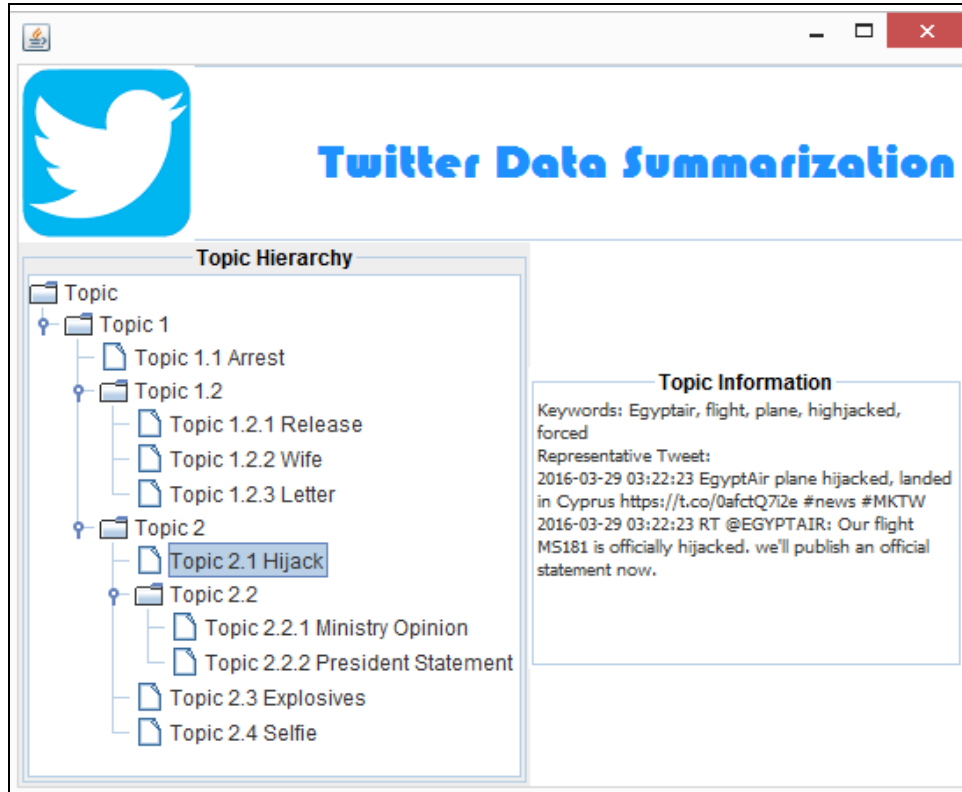 Twitter Data Summarization
Topic Hierarchy
Topic
Topic 1
Topic 1.1 Arrest
Topic 1.2
Topic 1.2.1 Release
Topic 1.2.2 Wife
Topic 1.2.3 Letter
Topic 2
Topic 2.1 Hijack
Topic 2.2
Topic 2.2.1 Ministry Opinion
Topic 2.2.2 President Statement
Topic 2.3 Explosives
Topic 2.4 Selfie
Topic Information
Keywords: Egyptair, flight, plane, highjacked,
forced
Representative Tweet:
2016-03-29 03:22:23 EgyptAir plane hijacked, landed
in Cyprus https://t.co/0afctQ7i2e #news #MKTW
2016-03-29 03:22:23 RT @EGYPTAIR: Our flight
MS181 is officially hijacked. we'll publish an official
statement now.